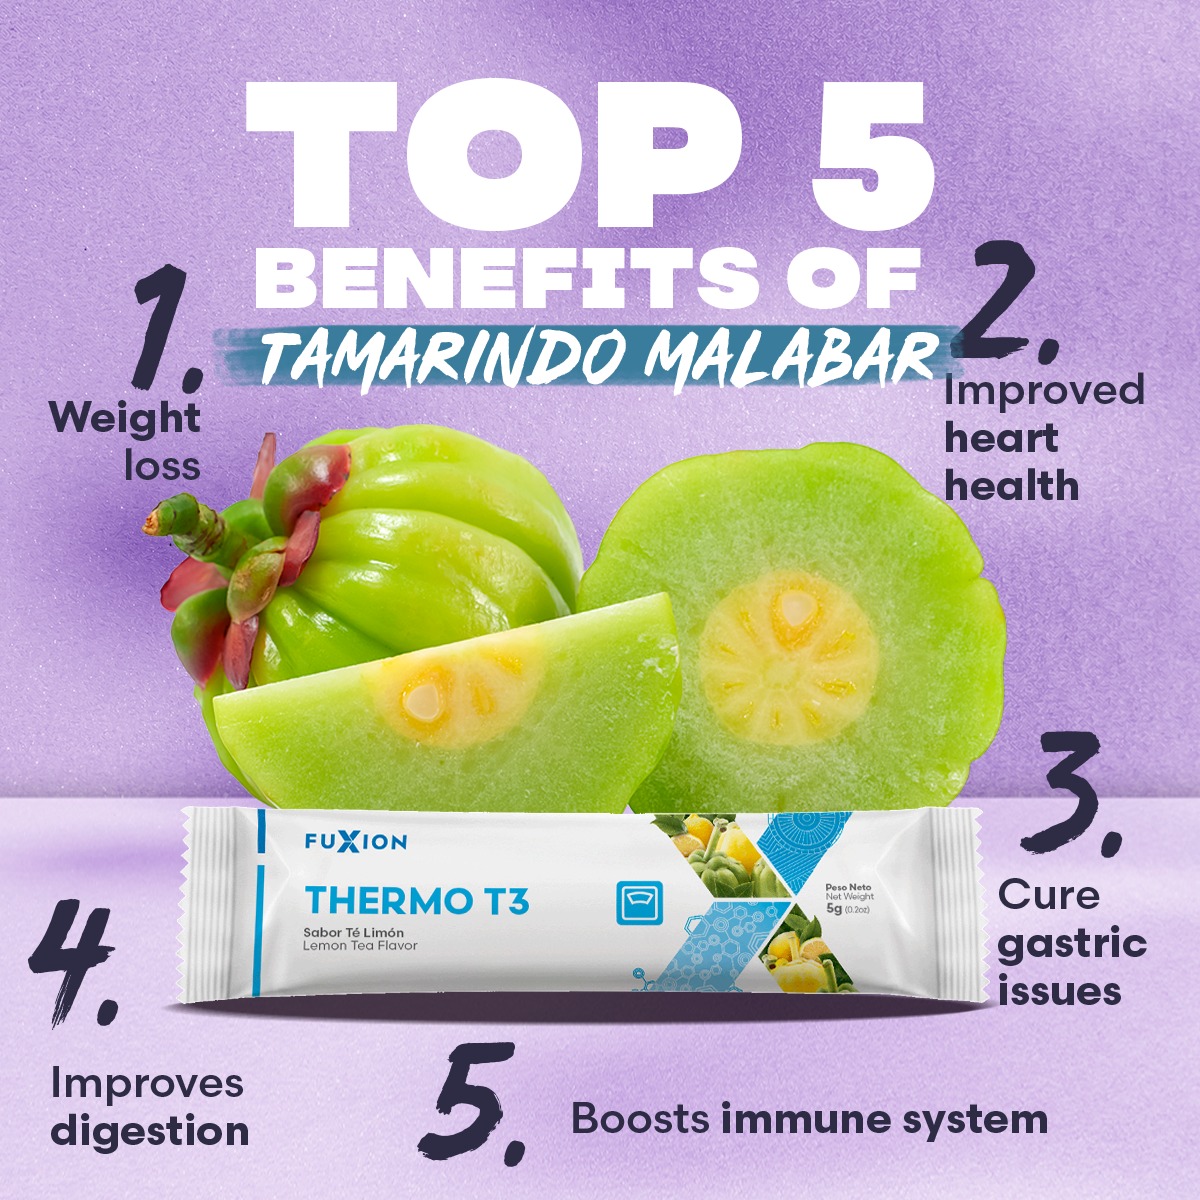 TOP 5
BENEFITS OF
TAMARINDO MALABAR
1.
Weight
loss
2.
Improved
heart
health
3.
Cure
gastric
issues
4.
Improves
digestion
5.
Boosts immune system
FUXION
THERMO T3
Sabor Té Limón
Lemon Tea Flavor
Peso Neto
Net Weight
5g (0.2oz)